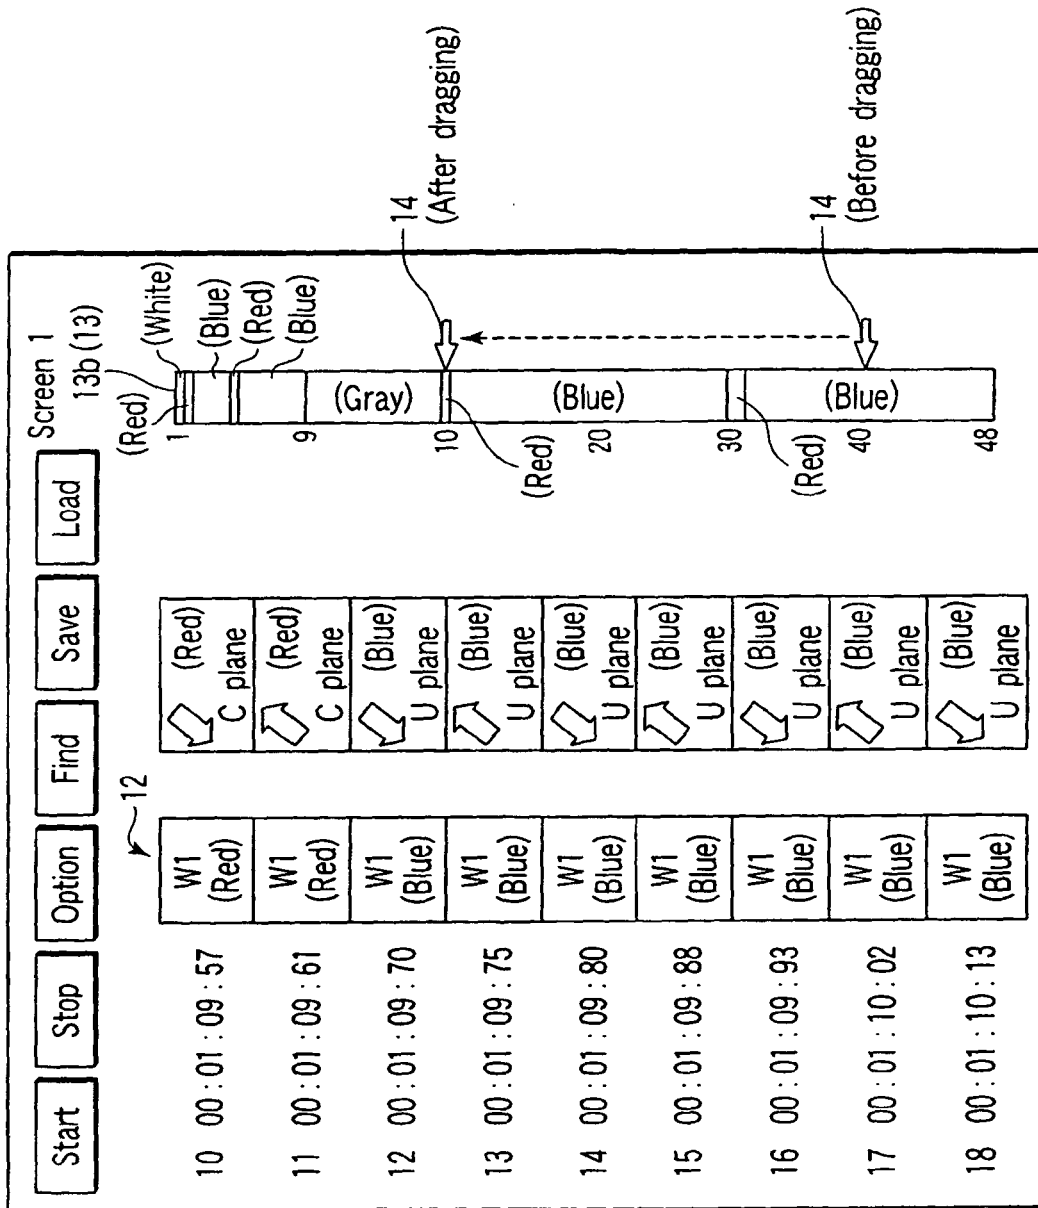 Screen 1
Start Stop Option Find Save Load
12
10 00:01:09:57 W1 (Red) (Red) C plane
11 00:01:09:61 W1 (Red) (Red) C plane
12 00:01:09:70 W1 (Blue) (Blue) U plane
13 00:01:09:75 W1 (Blue) (Blue) U plane
14 00:01:09:80 W1 (Blue) (Blue) U plane
15 00:01:09:88 W1 (Blue) (Blue) U plane
16 00:01:09:93 W1 (Blue) (Blue) U plane
17 00:01:10:02 W1 (Blue) (Blue) U plane
18 00:01:10:13 W1 (Blue) (Blue) U plane
13b (13)
(Red)
(White)
1
(Blue)
(Red)
(Blue)
9
(Gray)
10
(Red)
14
(After dragging)
(Blue)
20
30
(Red)
(Blue)
40
14
(Before dragging)
48